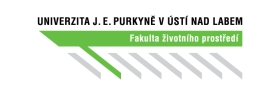 UNIVERZITA J. E. PURKYNĚ V ÚSTÍ NAD LABEM
Fakulta životního prostředí